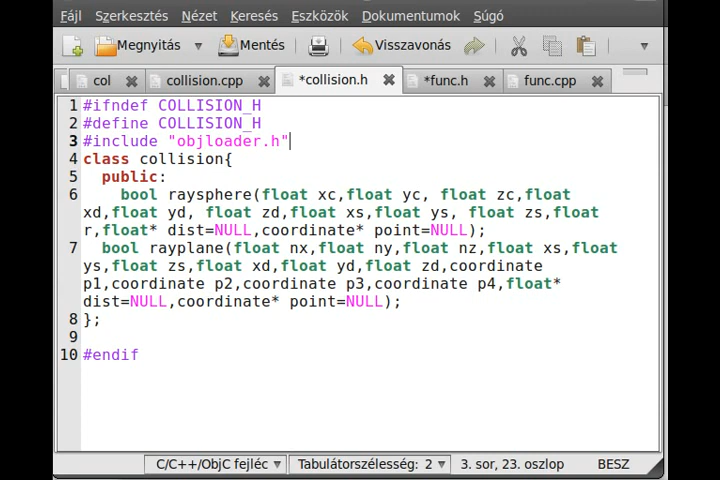 Fájl Szerkesztés Nézet Keresés Eszközök Dokumentumok Súgó
Megnyitás Mentés Visszavonás
col collision.cpp *collision.h *func.h func.cpp
1 #ifndef COLLISION_H
2 #define COLLISION_H
3 #include "objloader.h"
4 class collision{
5 public:
6 bool raysphere(float xc,float yc, float zc,float
xd,float yd, float zd,float xs,float ys, float zs,float
r,float* dist=NULL,coordinate* point=NULL);
7 bool rayplane(float nx,float ny,float nz,float xs,float
ys,float zs,float xd,float yd,float zd,coordinate
p1,coordinate p2,coordinate p3,coordinate p4,float*
dist=NULL,coordinate* point=NULL);
8 };
9
10 #endif
C/C++/ObjC fejléc Tabulátorszélesség: 2 3. sor, 23. oszlop BESZ